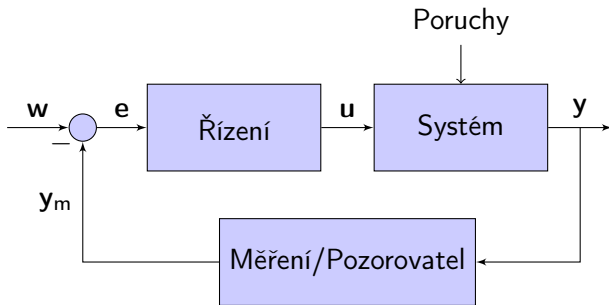 Poruchy
w
e
Řízení
u
Systém
y
−
yₘ
Měření/Pozorovatel